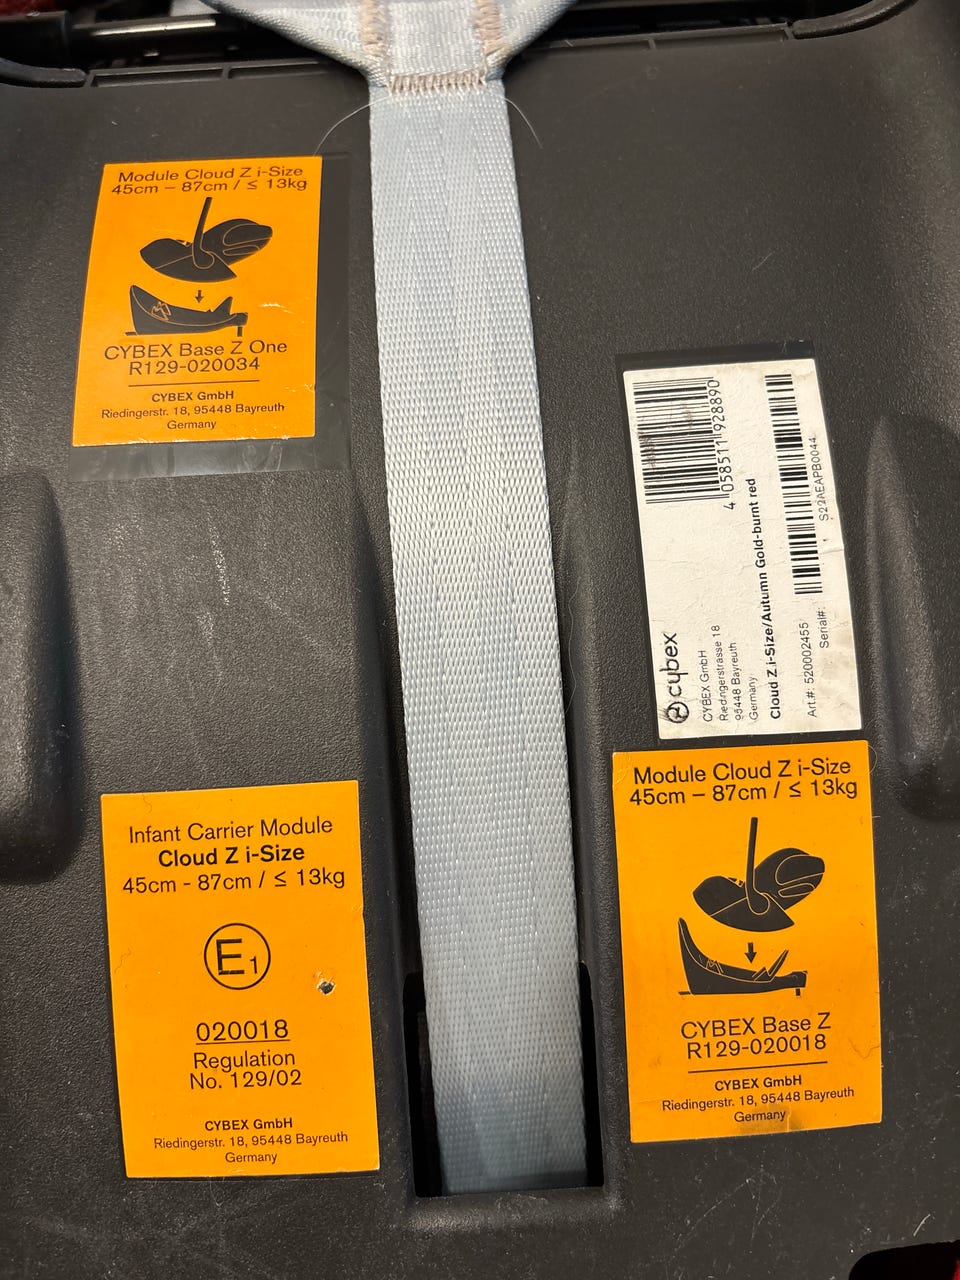 Module Cloud Z i-Size
45cm – 87cm / ≤ 13kg
CYBEX Base Z One
R129-020034
CYBEX GmbH
Riedingerstr. 18, 95448 Bayreuth
Germany
4 058511 928890
cybex
CYBEX GmbH
Riedingerstrasse 18
95448 Bayreuth
Germany
Cloud Z i-Size/Autumn Gold-burnt red
Art.#: 520002455
Serial#:
S22AEAPB0044
Infant Carrier Module
Cloud Z i-Size
45cm - 87cm / ≤ 13kg
E1
020018
Regulation
No. 129/02
CYBEX GmbH
Riedingerstr. 18, 95448 Bayreuth
Germany
Module Cloud Z i-Size
45cm – 87cm / ≤ 13kg
CYBEX Base Z
R129-020018
CYBEX GmbH
Riedingerstr. 18, 95448 Bayreuth
Germany